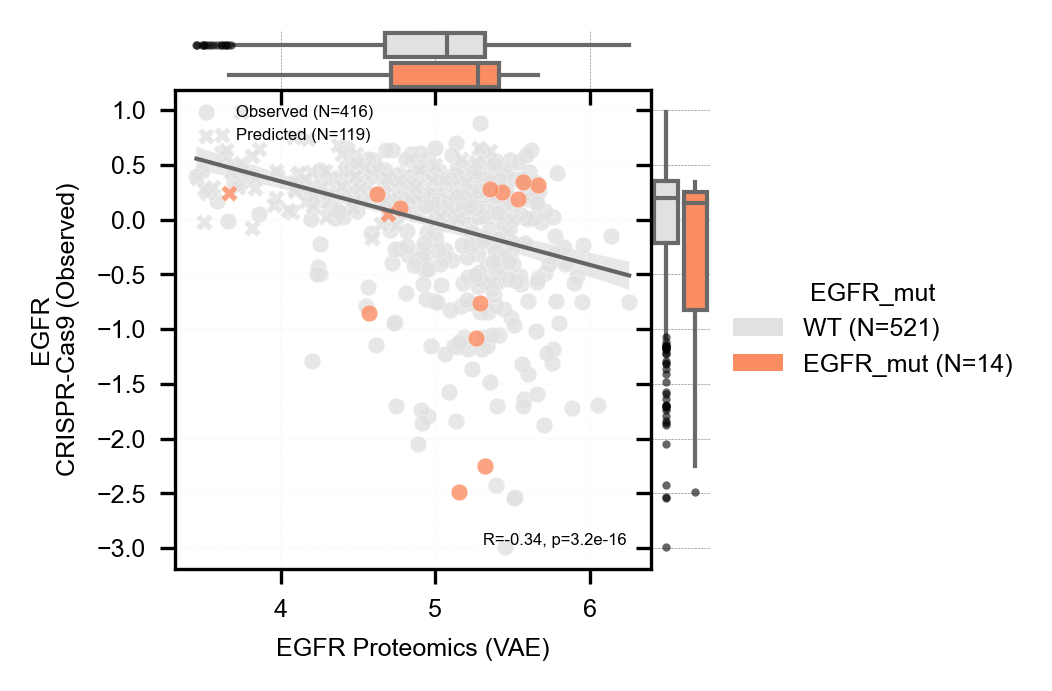 Observed (N=416)
Predicted (N=119)
1.0
0.5
0.0
−0.5
−1.0
−1.5
−2.0
−2.5
−3.0
EGFR
CRISPR-Cas9 (Observed)
R=-0.34, p=3.2e-16
4
5
6
EGFR Proteomics (VAE)
EGFR_mut
WT (N=521)
EGFR_mut (N=14)